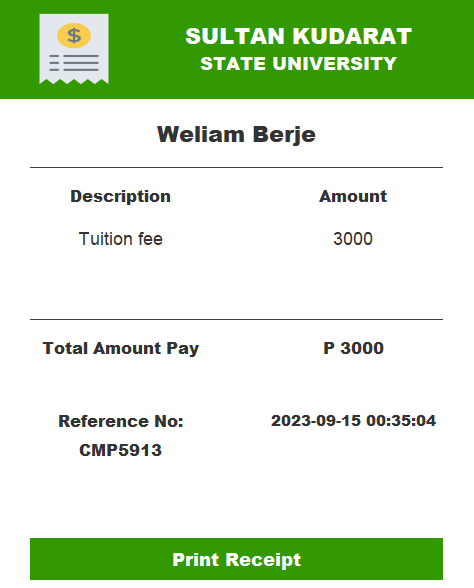 $
SULTAN KUDARAT
STATE UNIVERSITY
Weliam Berje
Description Amount
Tuition fee 3000
Total Amount Pay P 3000
Reference No: 2023-09-15 00:35:04
CMP5913
Print Receipt